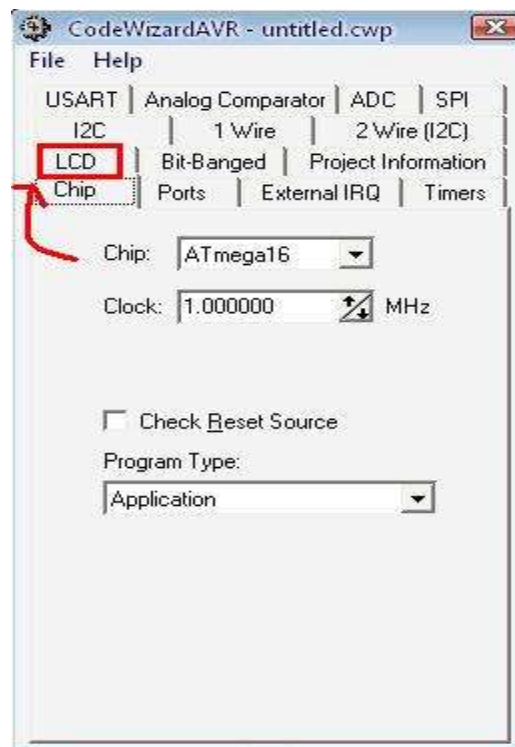 CodeWizardAVR - untitled.cwp
File Help
USART Analog Comparator ADC SPI
I2C 1 Wire 2 Wire (I2C)
LCD Bit-Banged Project Information
Chip Ports External IRQ Timers
Chip: ATmega16
Clock: 1.000000 MHz
Check Reset Source
Program Type:
Application